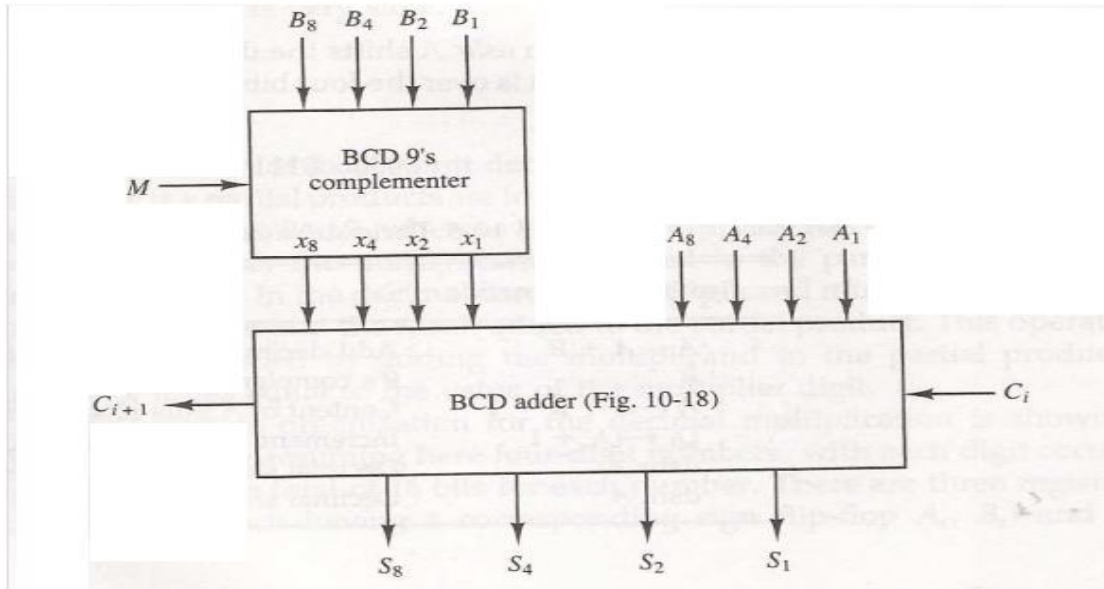 B8 B4 B2 B1
M
BCD 9's
complementer
x8 x4 x2 x1
A8 A4 A2 A1
Ci+1
BCD adder (Fig. 10-18)
Ci
S8 S4 S2 S1